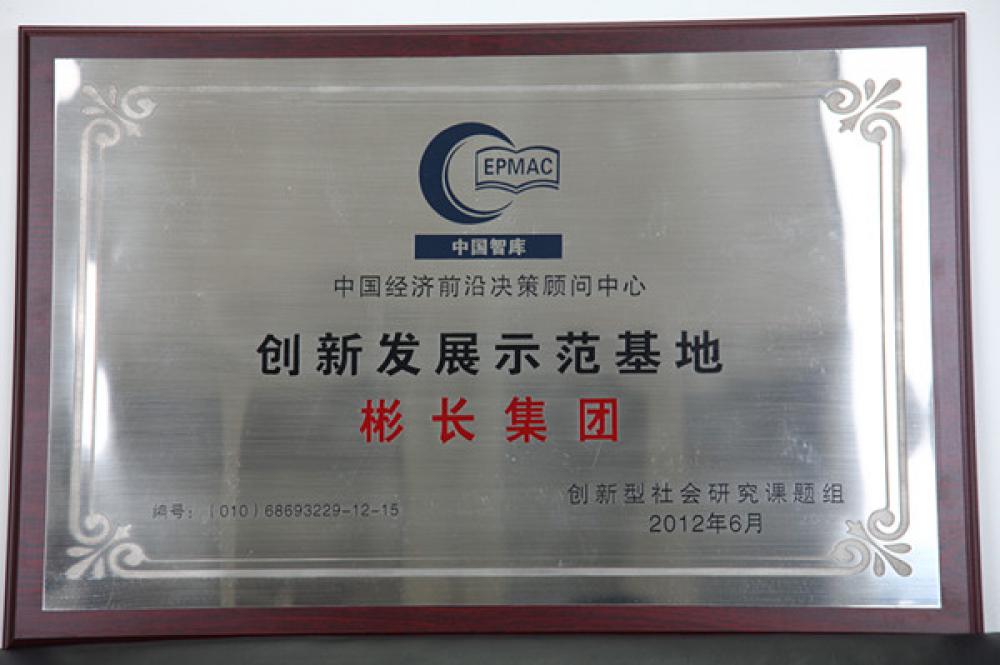 EPMAC
中国智库
中国经济前沿决策顾问中心
创新发展示范基地
彬长集团
编号：（010）68693229-12-15
创新型社会研究课题组
2012年6月